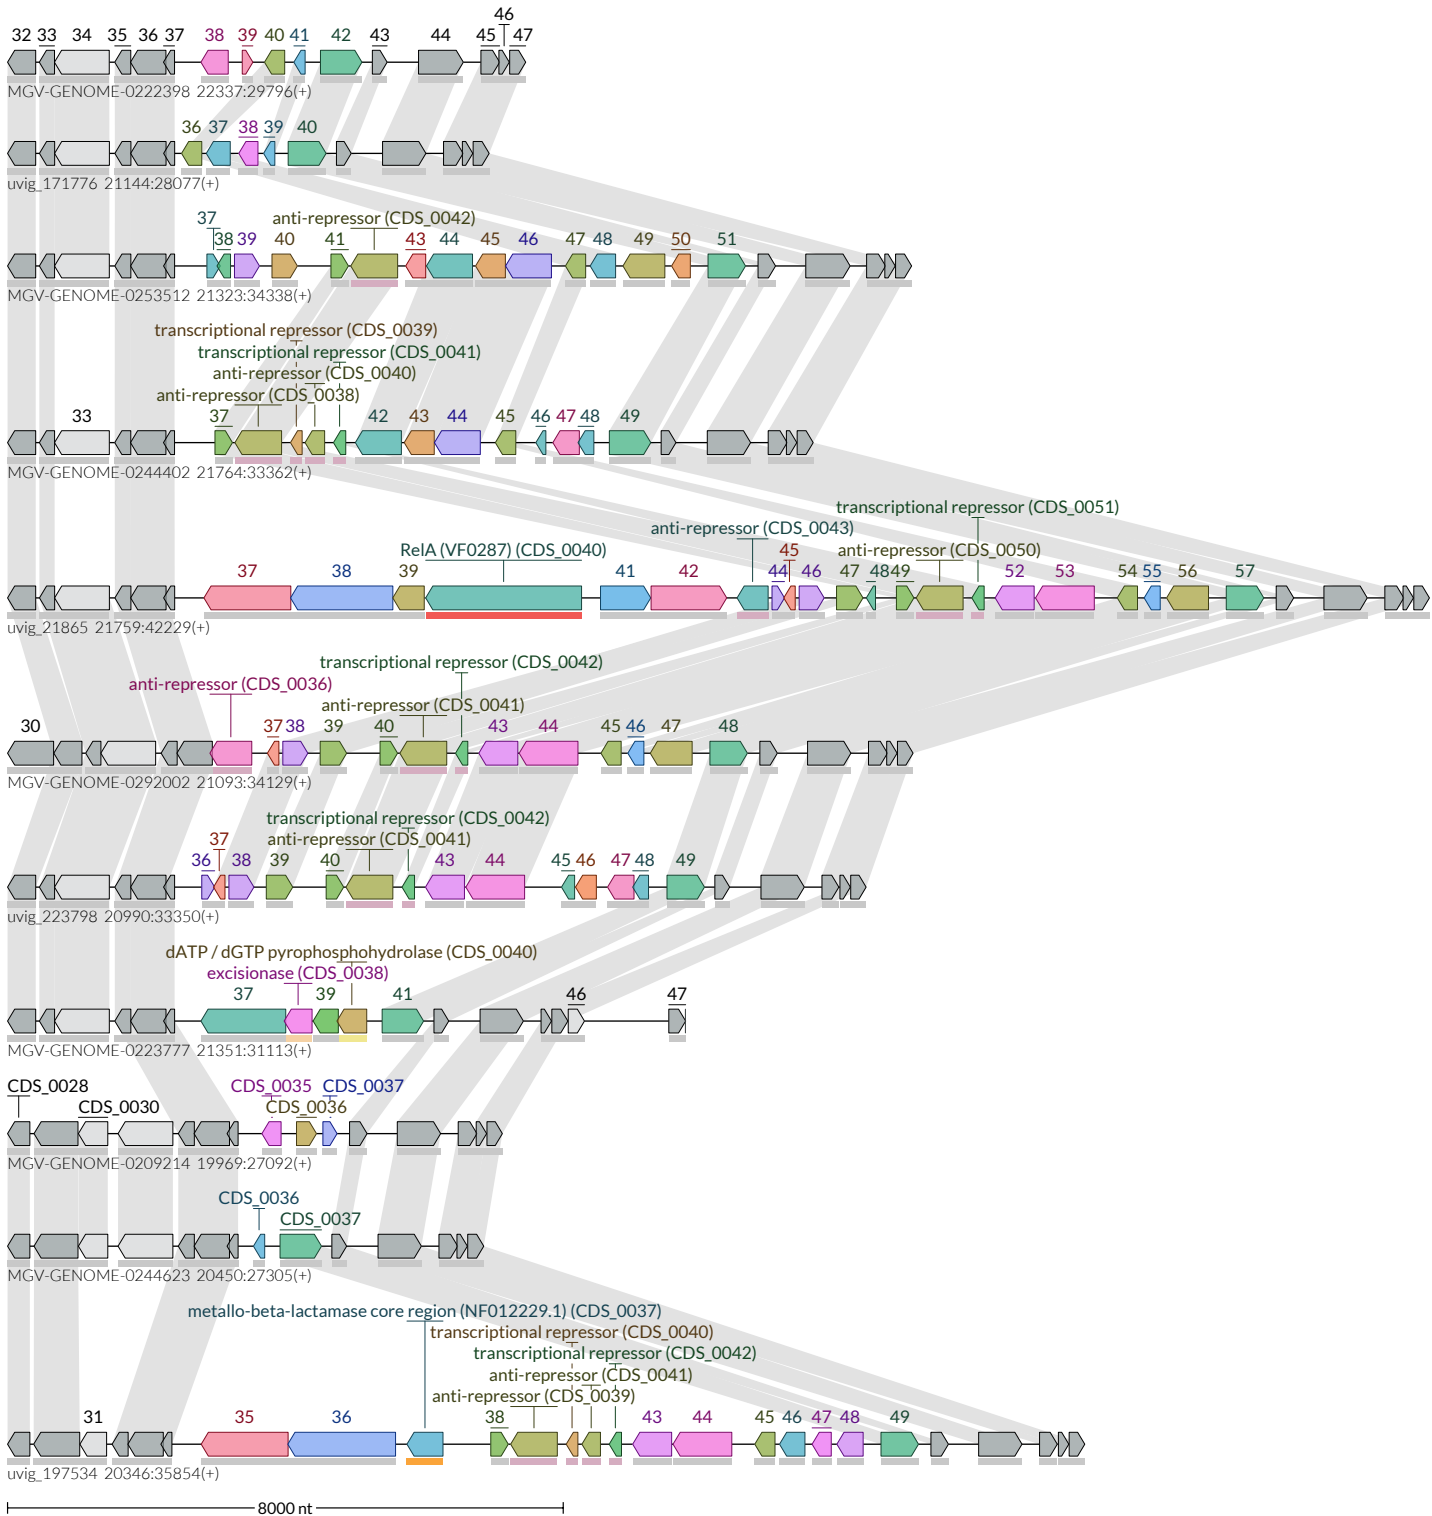 46
32 33 34 35 36 37 38 39 40 41 42 43 44 45 47
MGV-GENOME-0222398 22337:29796(+)
36 37 38 39 40
uvig_171776 21144:28077(+)
37 anti-repressor (CDS_0042)
38 39 40 41 43 44 45 46 47 48 49 50 51
MGV-GENOME-0253512 21323:34338(+)
transcriptional repressor (CDS_0039)
transcriptional repressor (CDS_0041)
anti-repressor (CDS_0040)
anti-repressor (CDS_0038)
33 37 42 43 44 45 46 47 48 49
MGV-GENOME-0244402 21764:33362(+)
transcriptional repressor (CDS_0051)
anti-repressor (CDS_0043)
RelA (VF0287) (CDS_0040) 45 anti-repressor (CDS_0050)
37 38 39 41 42 44 46 47 48 49 52 53 54 55 56 57
uvig_21865 21759:42229(+)
transcriptional repressor (CDS_0042)
anti-repressor (CDS_0036)
anti-repressor (CDS_0041)
30 37 38 39 40 43 44 45 46 47 48
MGV-GENOME-0292002 21093:34129(+)
transcriptional repressor (CDS_0042)
37 anti-repressor (CDS_0041)
36 38 39 40 43 44 45 46 47 48 49
uvig_223798 20990:33350(+)
dATP / dGTP pyrophosphohydrolase (CDS_0040)
excisionase (CDS_0038)
37 39 41 46 47
MGV-GENOME-0223777 21351:31113(+)
CDS_0028 CDS_0035 CDS_0037
CDS_0030 CDS_0036
MGV-GENOME-0209214 19969:27092(+)
CDS_0036
CDS_0037
MGV-GENOME-0244623 20450:27305(+)
metallo-beta-lactamase core region (NF012229.1) (CDS_0037)
transcriptional repressor (CDS_0040)
transcriptional repressor (CDS_0042)
anti-repressor (CDS_0041)
anti-repressor (CDS_0039)
31 35 36 38 43 44 45 46 47 48 49
uvig_197534 20346:35854(+)
8000 nt